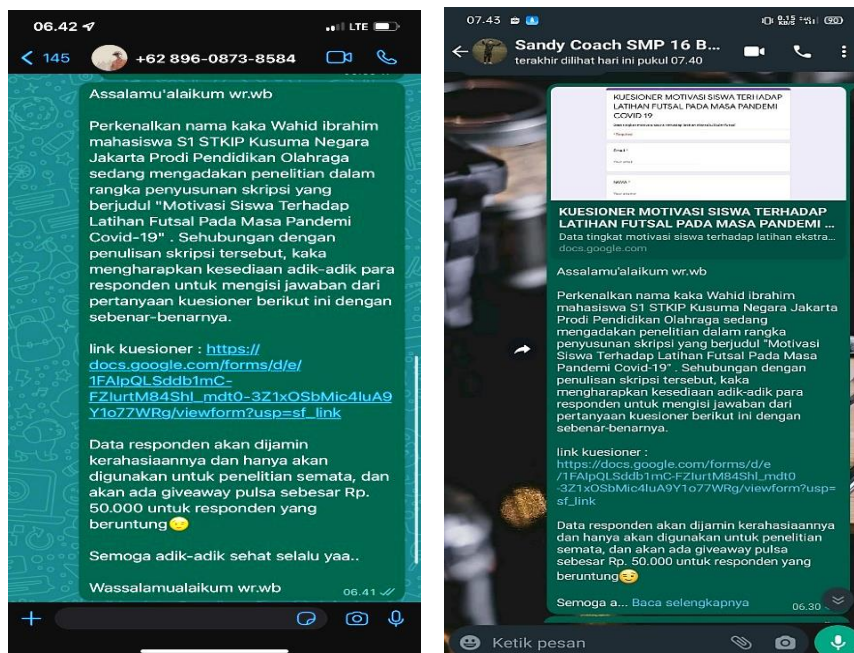 06.42
LTE
145
+62 896-0873-8584
Assalamu'alaikum wr.wb
Perkenalkan nama kaka Wahid ibrahim
mahasiswa S1 STKIP Kusuma Negara
Jakarta Prodi Pendidikan Olahraga
sedang mengadakan penelitian dalam
rangka penyusunan skripsi yang
berjudul "Motivasi Siswa Terhadap
Latihan Futsal Pada Masa Pandemi
Covid-19" . Sehubungan dengan
penulisan skripsi tersebut, kaka
mengharapkan kesediaan adik-adik para
responden untuk mengisi jawaban dari
pertanyaan kuesioner berikut ini dengan
sebenar-benarnya.
link kuesioner : https://
docs.google.com/forms/d/e/
1FAIpQLSddb1mC-
FZIurtM84ShI_mdt0-3Z1xOSbMic4luA9
Y1o77WRg/viewform?usp=sf_link
Data responden akan dijamin
kerahasiaannya dan hanya akan
digunakan untuk penelitian semata, dan
akan ada giveaway pulsa sebesar Rp.
50.000 untuk responden yang
beruntung😏
Semoga adik-adik sehat selalu yaa..
Wassalamualaikum wr.wb
06.41
07.43
0.15 KB/S
90
Sandy Coach SMP 16 B...
terakhir dilihat hari ini pukul 07.40
KUESIONER MOTIVASI SISWA TERHADAP
LATIHAN FUTSAL PADA MASA PANDEMI
COVID 19
Email *
NAMA *
KUESIONER MOTIVASI SISWA TERHADAP
LATIHAN FUTSAL PADA MASA PANDEMI ...
Data tingkat motivasi siswa terhadap latihan ekstra...
docs.google.com
Assalamu'alaikum wr.wb
Perkenalkan nama kaka Wahid ibrahim
mahasiswa S1 STKIP Kusuma Negara Jakarta
Prodi Pendidikan Olahraga sedang
mengadakan penelitian dalam rangka
penyusunan skripsi yang berjudul "Motivasi
Siswa Terhadap Latihan Futsal Pada Masa
Pandemi Covid-19" . Sehubungan dengan
penulisan skripsi tersebut, kaka
mengharapkan kesediaan adik-adik para
responden untuk mengisi jawaban dari
pertanyaan kuesioner berikut ini dengan
sebenar-benarnya.
link kuesioner :
https://docs.google.com/forms/d/e
/1FAIpQLSddb1mC-FZIurtM84ShI_mdt0
-3Z1xOSbMic4luA9Y1o77WRg/viewform?usp=
sf_link
Data responden akan dijamin kerahasiaannya
dan hanya akan digunakan untuk penelitian
semata, dan akan ada giveaway pulsa
sebesar Rp. 50.000 untuk responden yang
beruntung😏
Semoga a... Baca selengkapnya
06.30
Ketik pesan